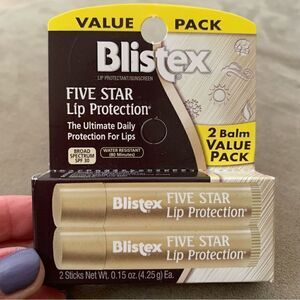 VALUE PACK
Blistex
LIP PROTECTANT/SUNSCREEN
FIVE STAR
Lip Protection®
The Ultimate Daily
Protection For Lips
BROAD
SPECTRUM
SPF 30
WATER RESISTANT
(80 Minutes)
2 Balm
VALUE
PACK
Blistex FIVE STAR
Lip Protection®
Blistex FIVE STAR
Lip Protection®
2 Sticks Net Wt. 0.15 oz. (4.25 g) Ea.